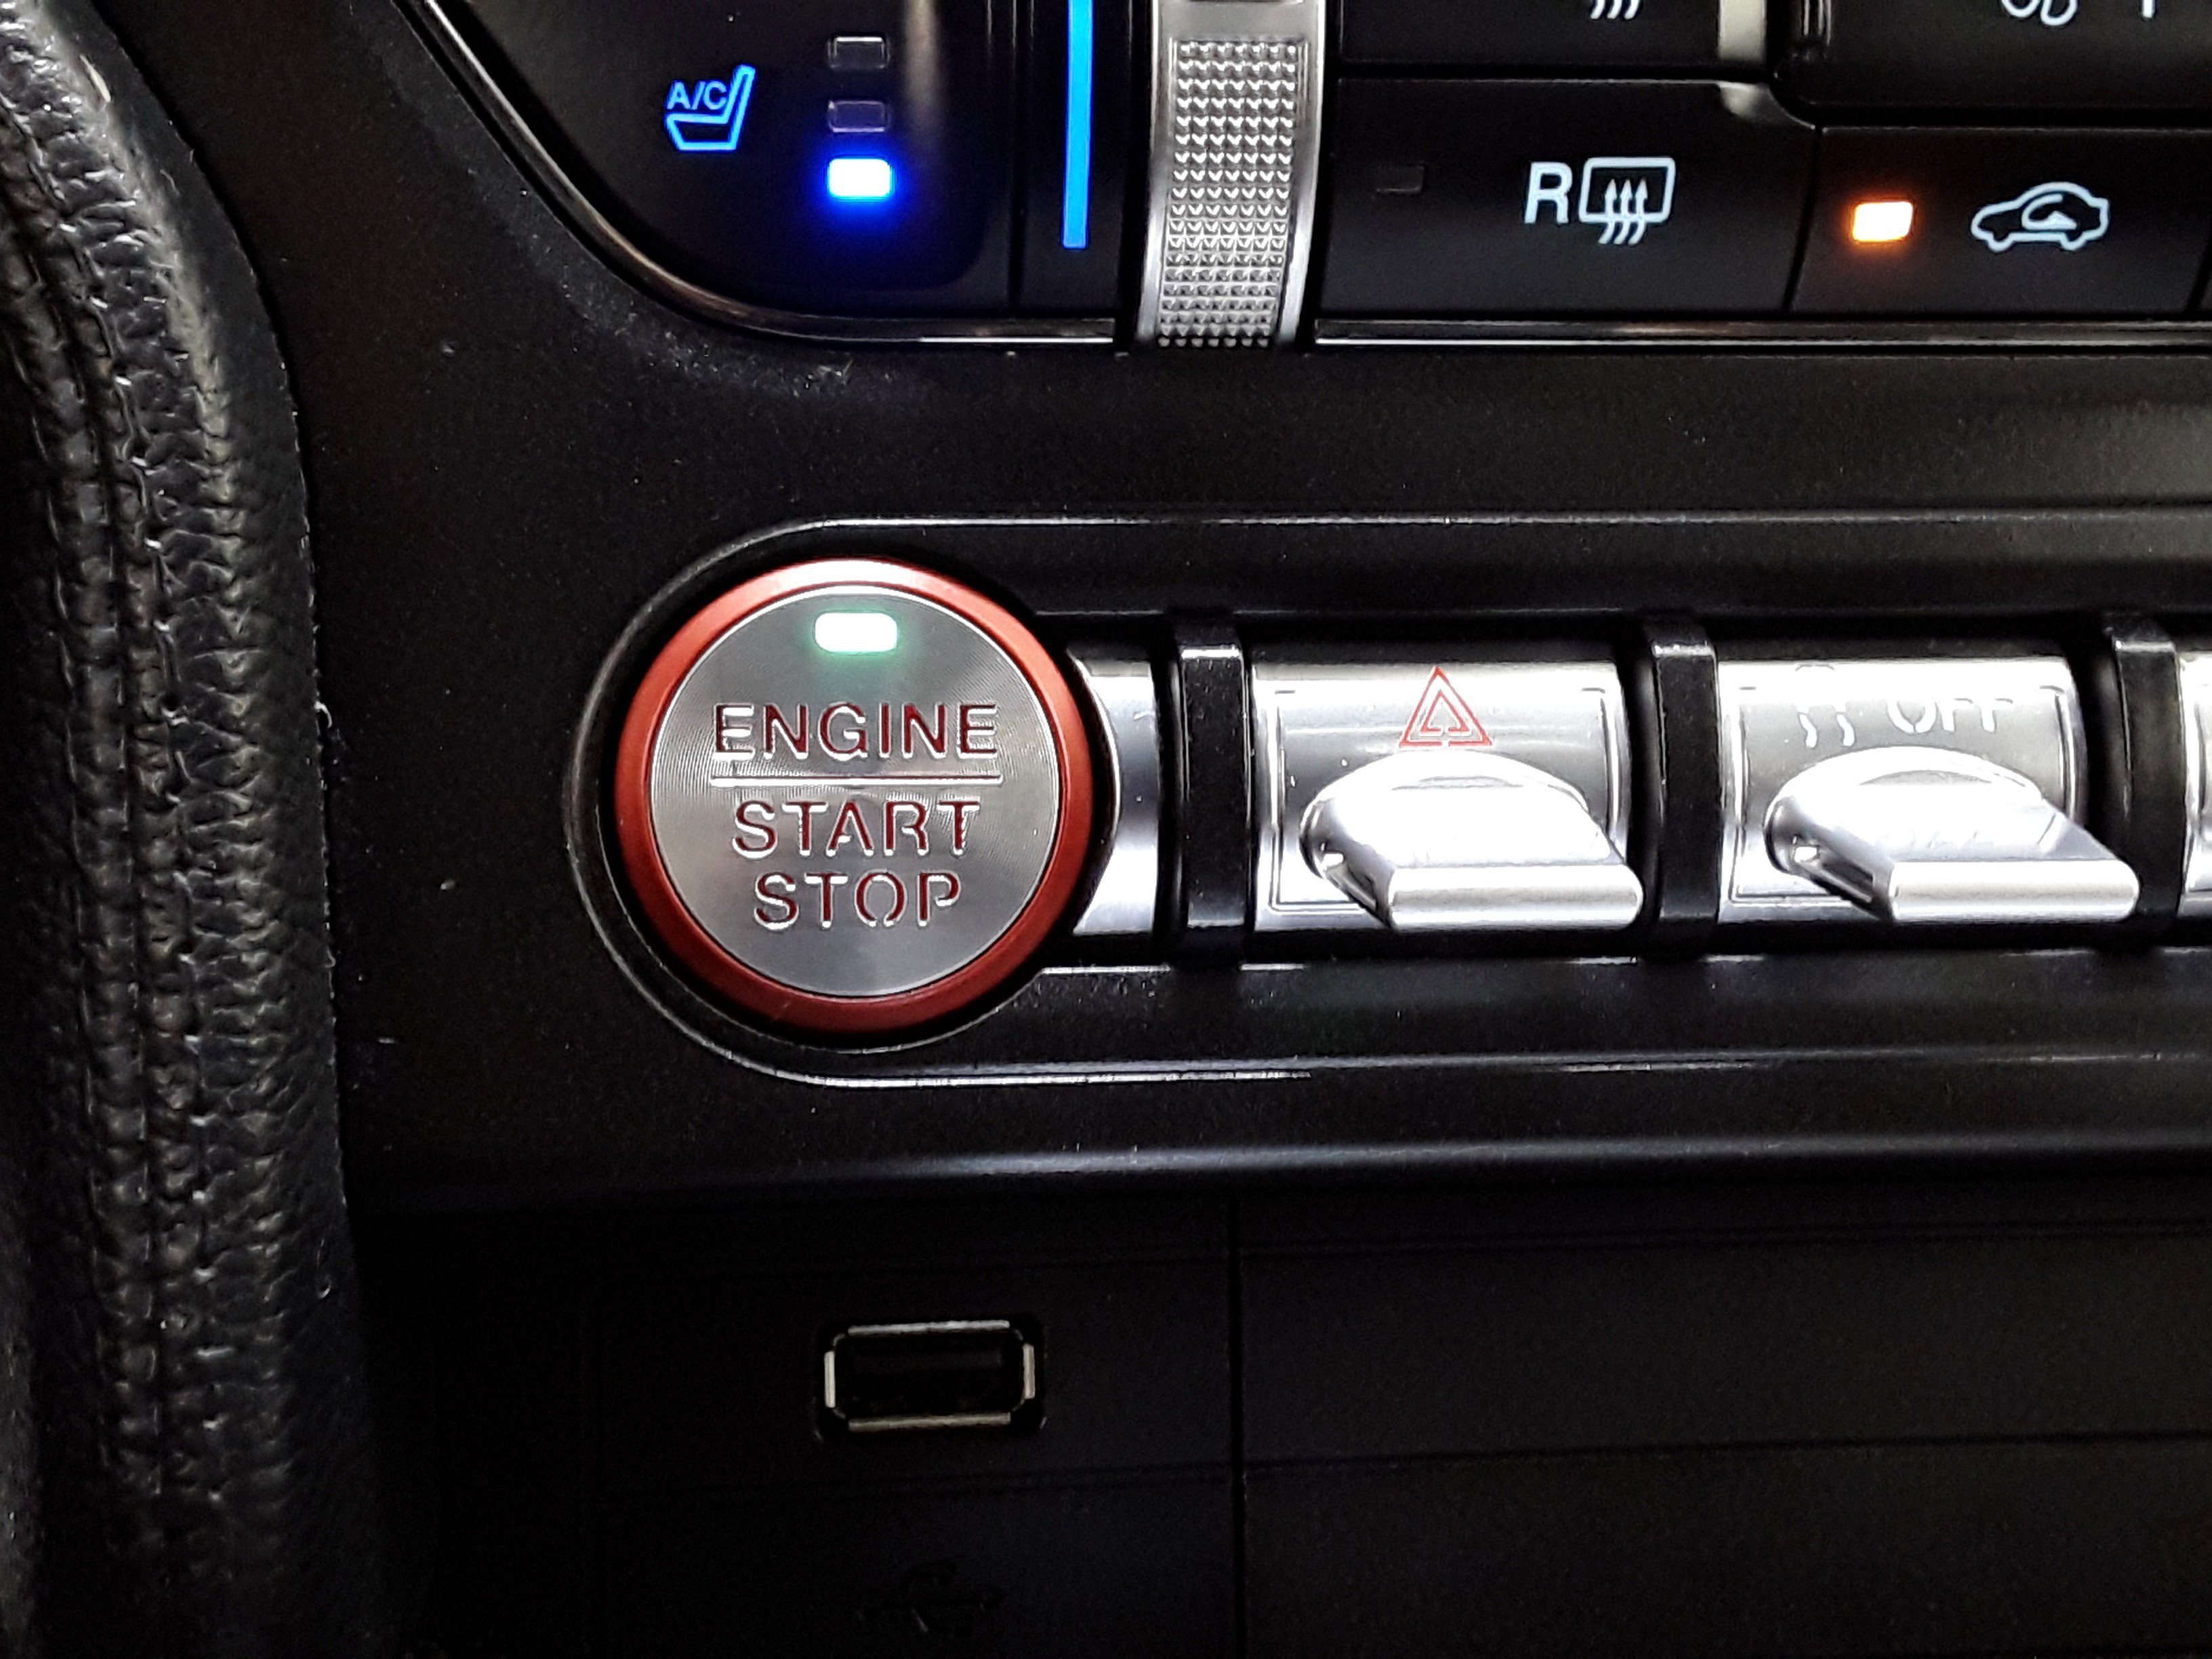 A/C
R
ENGINE
START
STOP
OFF